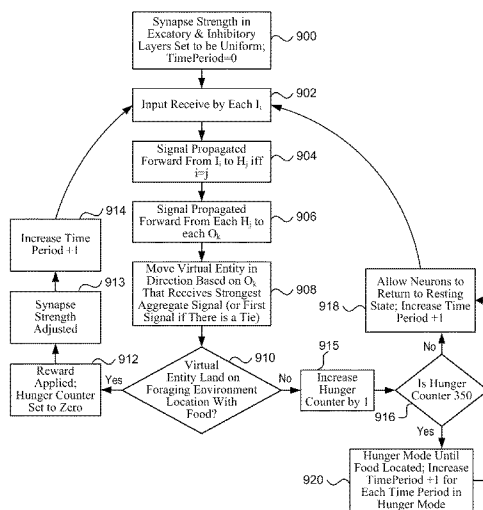 Synapse Strength in
Excatory & Inhibitory
Layers Set to be Uniform;
TimePeriod=0
900
Input Receive by Each Ii
902
Signal Propagated
Forward From Ii to Hj iff
i=j
904
Signal Propagated
Forward From Each Hj to
each Ok
906
Move Virtual Entity in
Direction Based on Ok
That Receives Strongest
Aggregate Signal (or First
Signal if There is a Tie)
908
Virtual
Entity Land on
Foraging Environment
Location With
Food?
910
Yes
No
Reward
Applied;
Hunger Counter
Set to Zero
912
Synapse
Strength
Adjusted
913
Increase Time
Period +1
914
Increase
Hunger
Counter by 1
915
Is Hunger
Counter 350
916
No
Yes
Allow Neurons to
Return to Resting
State; Increase Time
Period +1
918
Hunger Mode Until
Food Located; Increase
TimePeriod +1 for
Each Time Period in
Hunger Mode
920